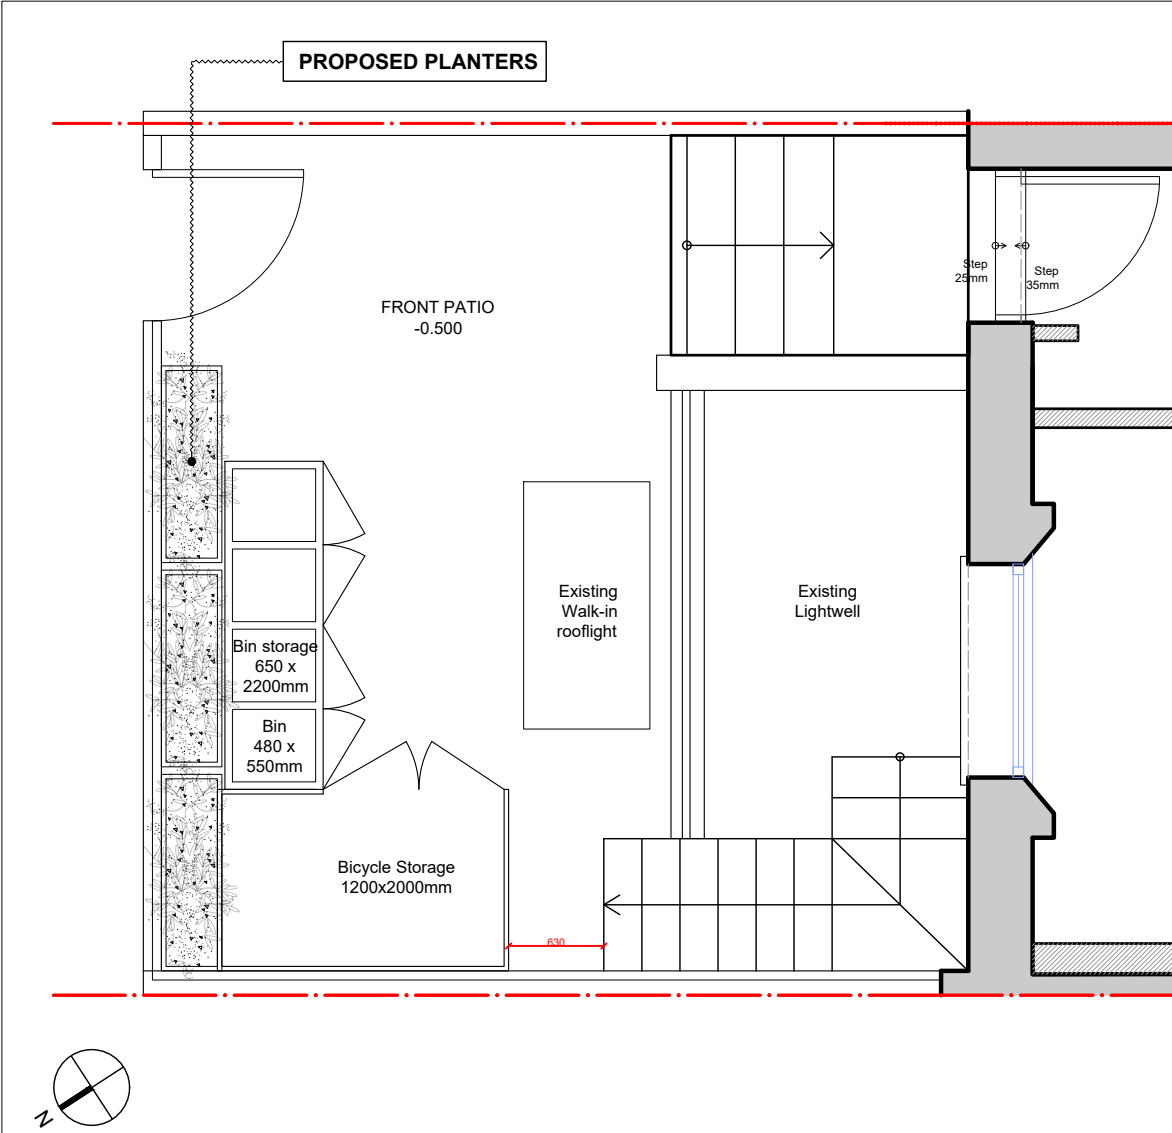 PROPOSED PLANTERS
Step
25mm
Step
35mm
FRONT PATIO
-0.500
Existing
Walk-in
rooflight
Existing
Lightwell
Bin storage
650 x
2200mm
Bin
480 x
550mm
Bicycle Storage
1200x2000mm
630
N